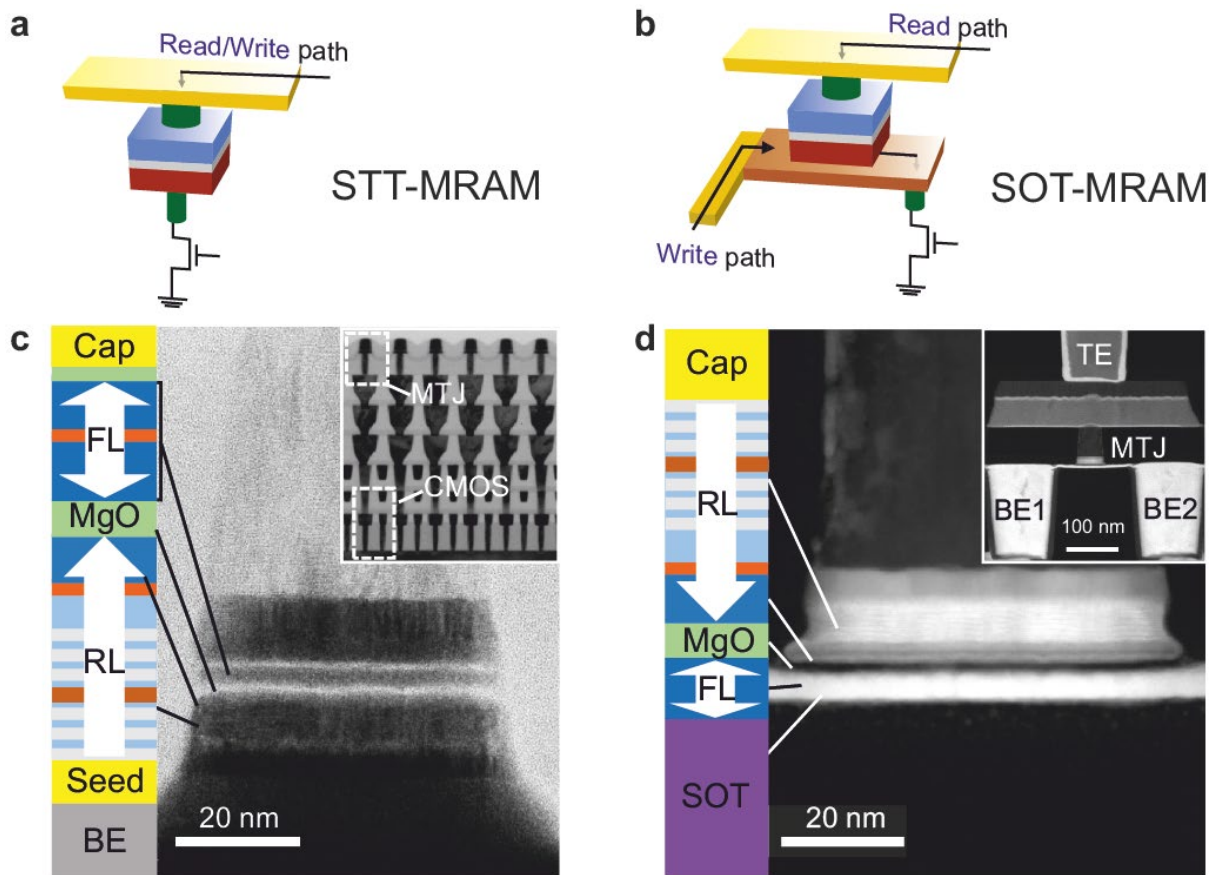 a
Read/Write path
STT-MRAM
b
Read path
SOT-MRAM
Write path
c
Cap
FL
MgO
RL
Seed
BE
MTJ
CMOS
20 nm
d
Cap
RL
MgO
FL
SOT
TE
MTJ
BE1
BE2
100 nm
20 nm